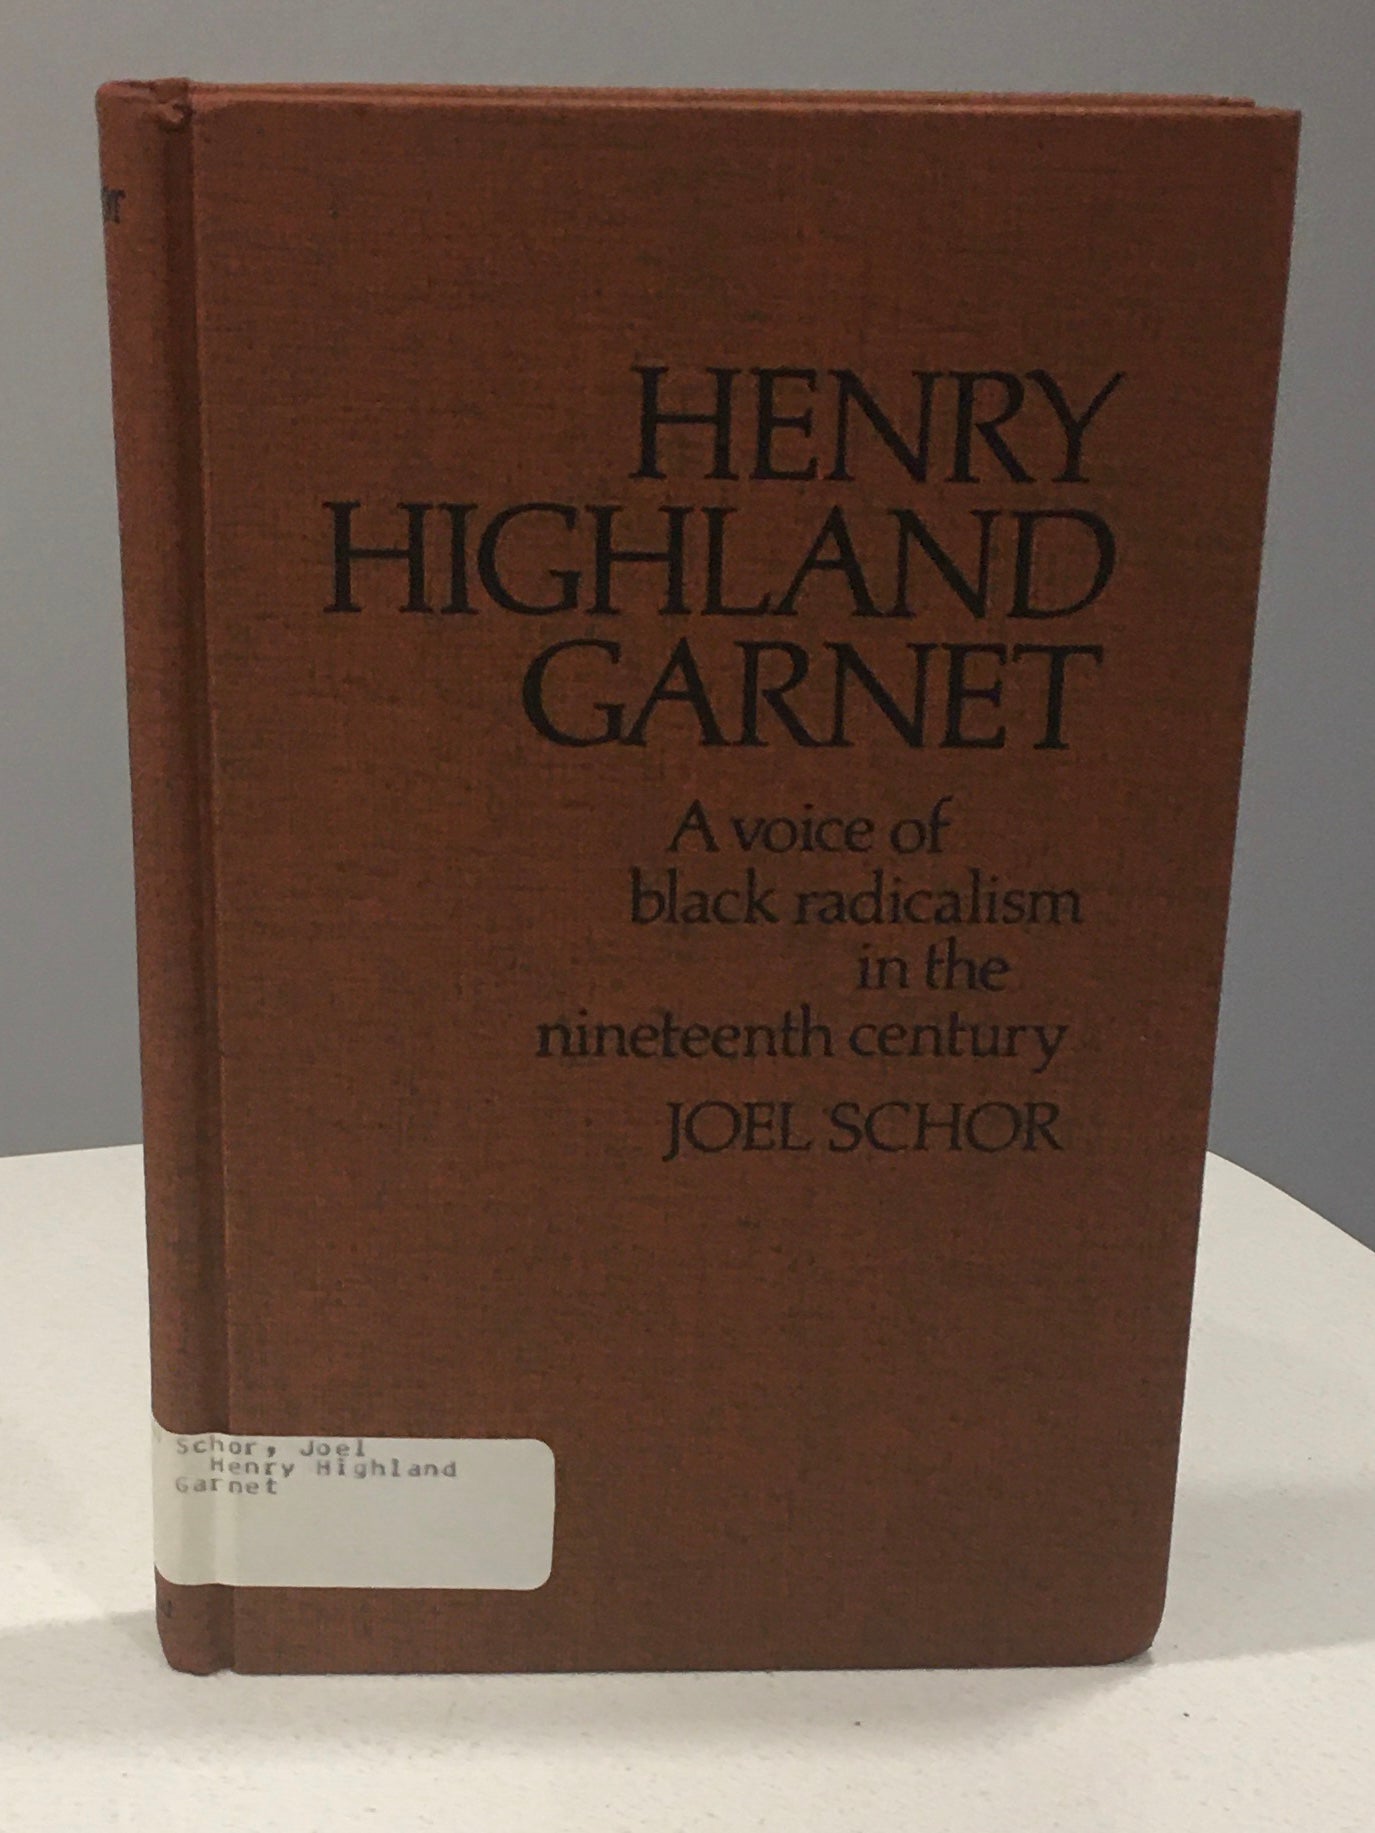 HENRY
HIGHLAND
GARNET
A voice of
black radicalism
in the
nineteenth century
JOEL SCHOR
Schor, Joel
Henry Highland
Garnet